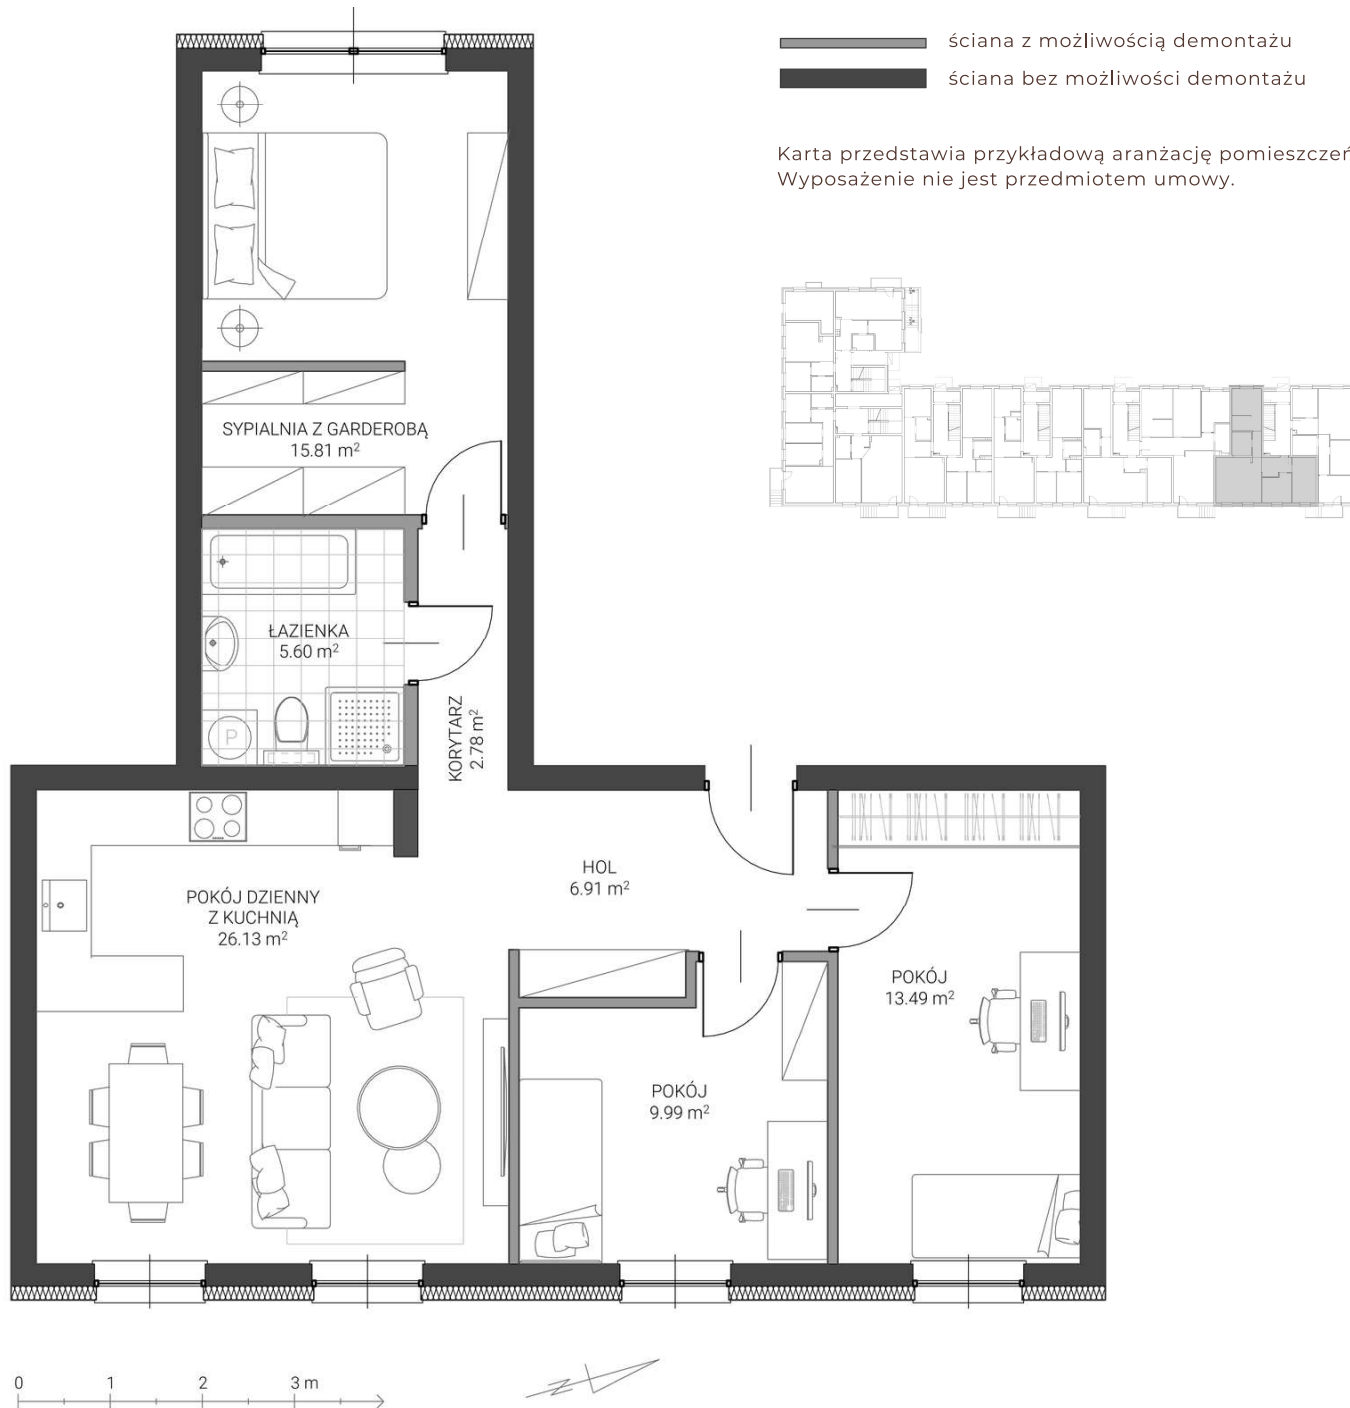 ściana z możliwością demontażu
ściana bez możliwości demontażu
Karta przedstawia przykładową aranżację pomieszczeń
Wyposażenie nie jest przedmiotem umowy.
SYPIALNIA Z GARDEROBĄ
15.81 m²
ŁAZIENKA
5.60 m²
P
KORYTARZ
2.78 m²
HOL
6.91 m²
POKÓJ DZIENNY
Z KUCHNIĄ
26.13 m²
POKÓJ
13.49 m²
POKÓJ
9.99 m²
0 1 2 3 m
N